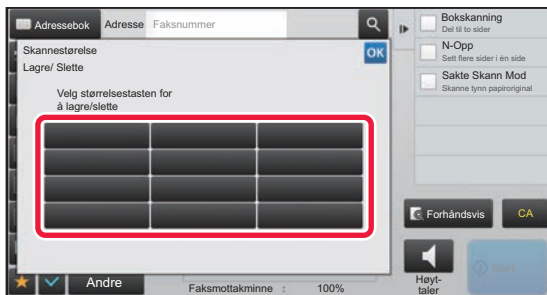 Adressebok
Adresse
Faksnummer
Skannestørelse
OK
Lagre/ Slette
Velg størrelsestasten for
å lagre/slette
Bokskanning
Del til to sider
N-Opp
Sett flere sider i én side
Sakte Skann Mod
Skanne tynn papiroriginal
Forhåndsvis
CA
Høyt-
taler
Start
Andre
Faksmottakminne : 100%